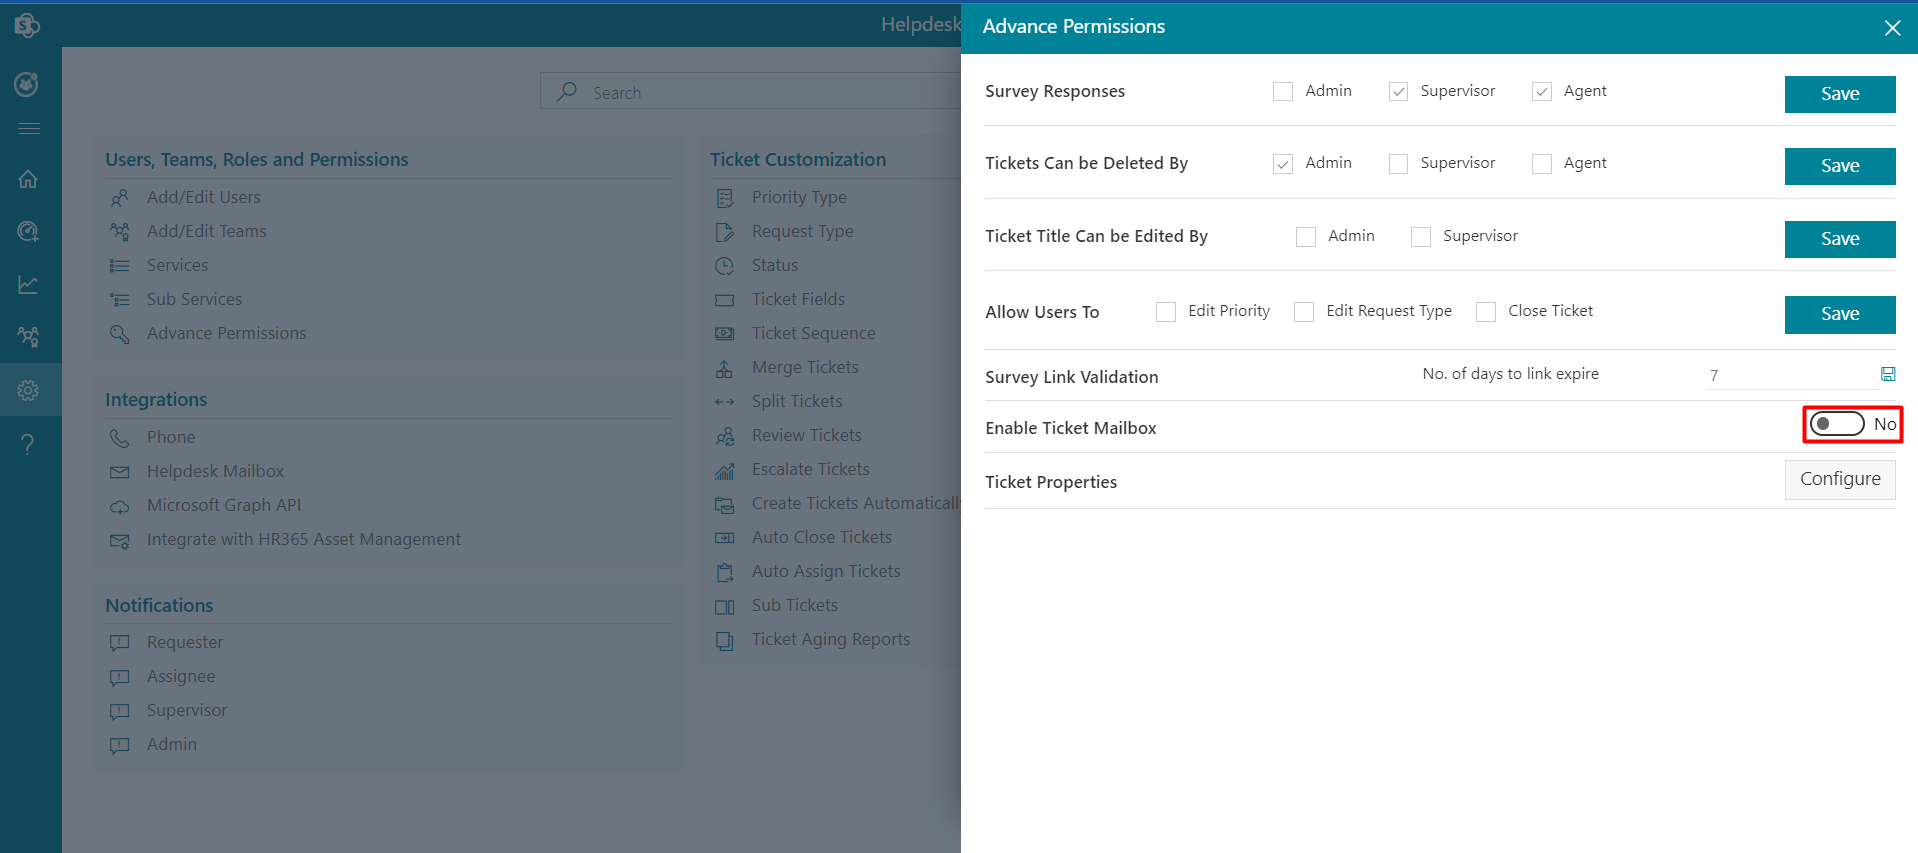 Helpdesk
Search
Users, Teams, Roles and Permissions
Add/Edit Users
Add/Edit Teams
Services
Sub Services
Advance Permissions
Integrations
Phone
Helpdesk Mailbox
Microsoft Graph API
Integrate with HR365 Asset Management
Notifications
Requester
Assignee
Supervisor
Admin
Ticket Customization
Priority Type
Request Type
Status
Ticket Fields
Ticket Sequence
Merge Tickets
Split Tickets
Review Tickets
Escalate Tickets
Create Tickets Automatically
Auto Close Tickets
Auto Assign Tickets
Sub Tickets
Ticket Aging Reports
Advance Permissions
Survey Responses Admin Supervisor Agent Save
Tickets Can be Deleted By Admin Supervisor Agent Save
Ticket Title Can be Edited By Admin Supervisor Save
Allow Users To Edit Priority Edit Request Type Close Ticket Save
Survey Link Validation No. of days to link expire 7
Enable Ticket Mailbox No
Ticket Properties Configure